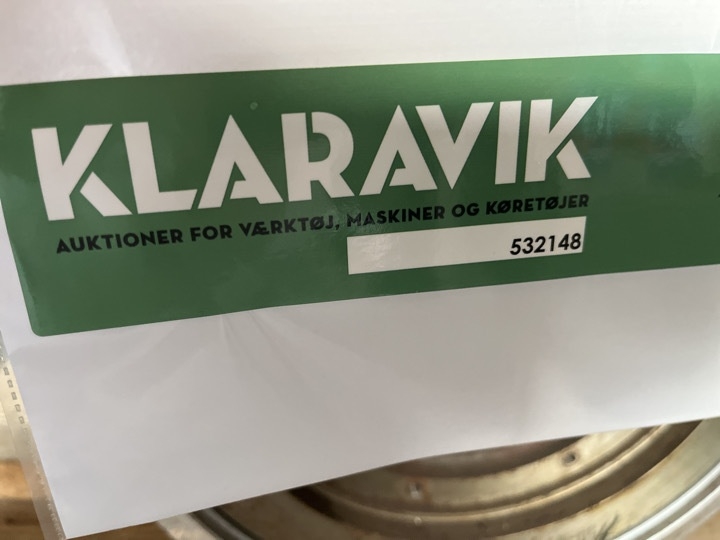 KLARAVIK
AUKTIONER FOR VÆRKTØJ, MASKINER OG KØRETØJER
532148